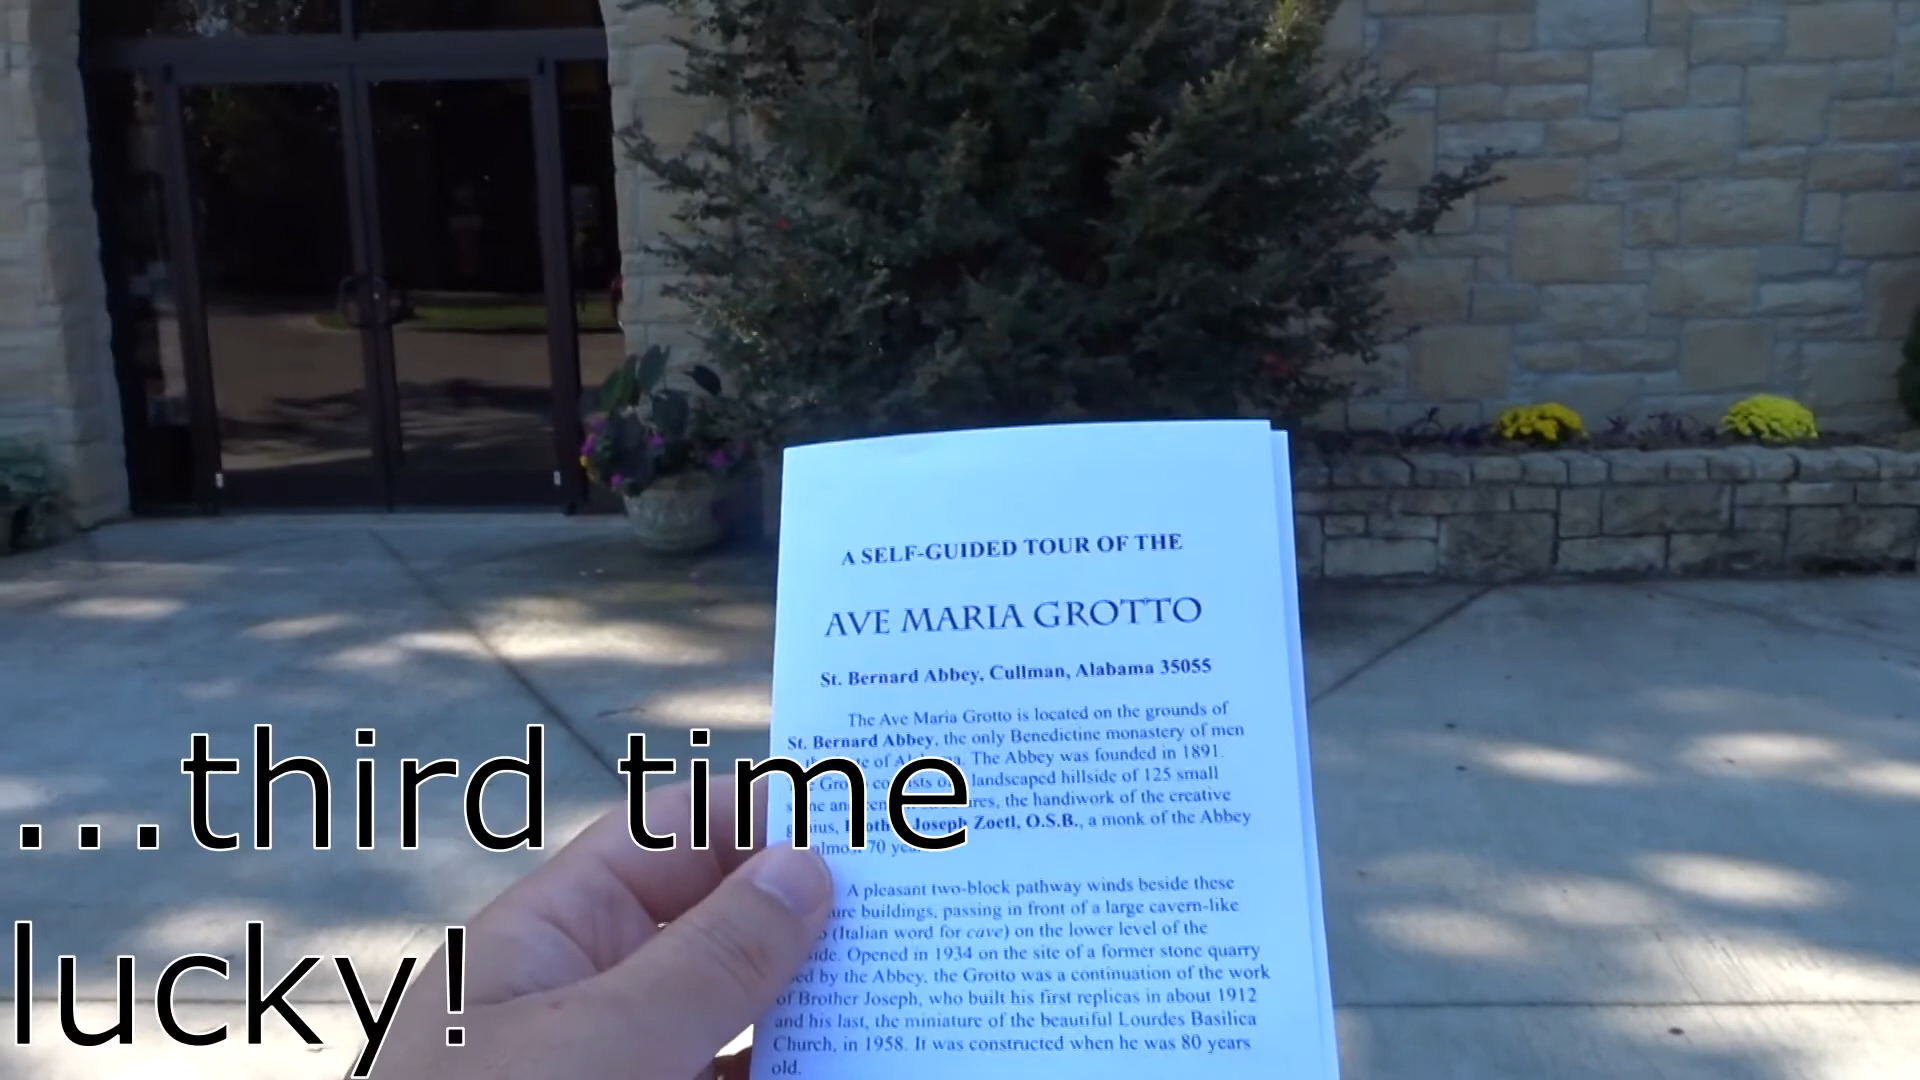 A SELF-GUIDED TOUR OF THE
AVE MARIA GROTTO
St. Bernard Abbey, Cullman, Alabama 35055
The Ave Maria Grotto is located on the grounds of
St. Bernard Abbey, the only Benedictine monastery of men
of Alabama. The Abbey was founded in 1891.
landscaped hillside of 125 small
the handiwork of the creative
Joseph Zoetl, O.S.B., a monk of the Abbey
almost 70
A pleasant two-block pathway winds beside these
buildings, passing in front of a large cavern-like
(Italian word for cave) on the lower level of the
Opened in 1934 on the site of a former stone quarry
by the Abbey, the Grotto was a continuation of the work
of Brother Joseph, who built his first replicas in about 1912
and his last, the miniature of the beautiful Lourdes Basilica
Church, in 1958. It was constructed when he was 80 years
old.
...third time
lucky!